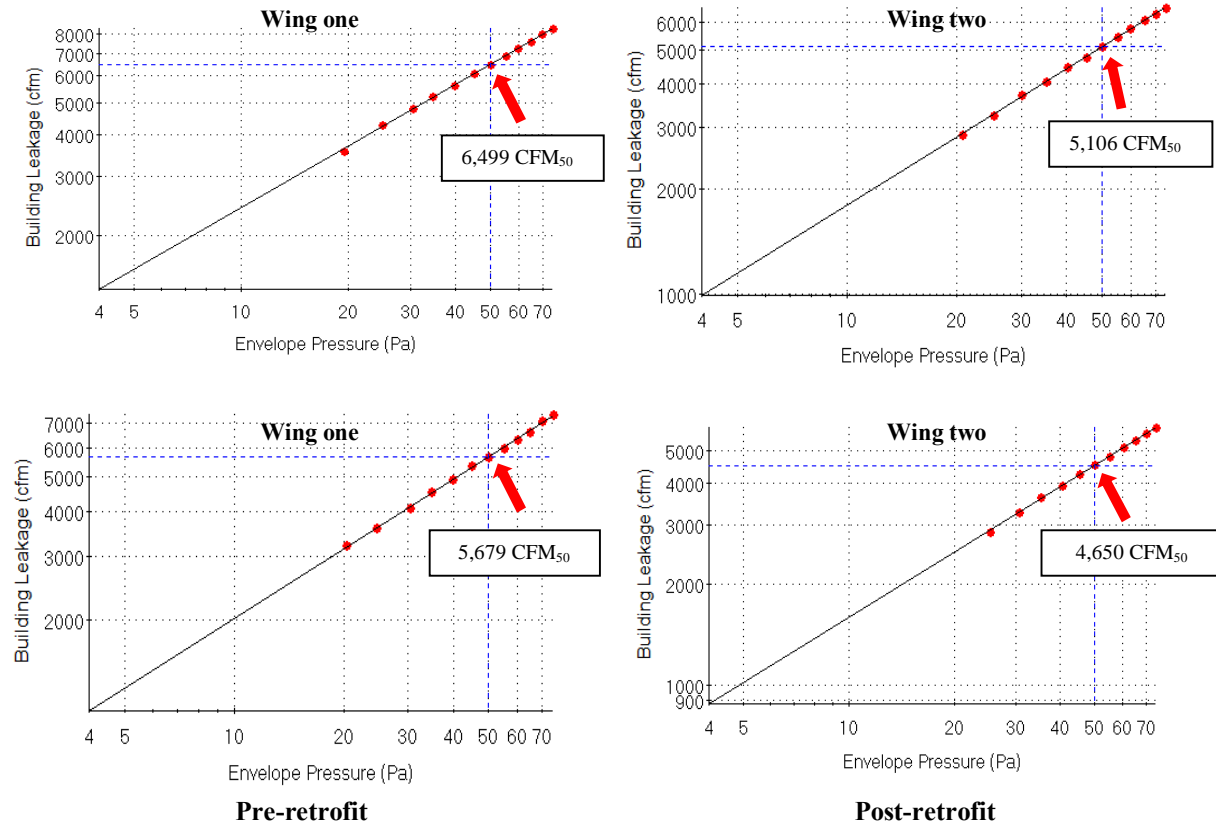 Wing one
8000
7000
6000
5000
4000
3000
2000
Building Leakage (cfm)
6,499 CFM50
4 5 10 20 30 40 50 60 70
Envelope Pressure (Pa)
Wing two
6000
5000
4000
3000
2000
1000
Building Leakage (cfm)
5,106 CFM50
4 5 10 20 30 40 50 60 70
Envelope Pressure (Pa)
Wing one
7000
6000
5000
4000
3000
2000
Building Leakage (cfm)
5,679 CFM50
4 5 10 20 30 40 50 60 70
Envelope Pressure (Pa)
Wing two
5000
4000
3000
2000
1000
900
Building Leakage (cfm)
4,650 CFM50
4 5 10 20 30 40 50 60 70
Envelope Pressure (Pa)
Pre-retrofit
Post-retrofit